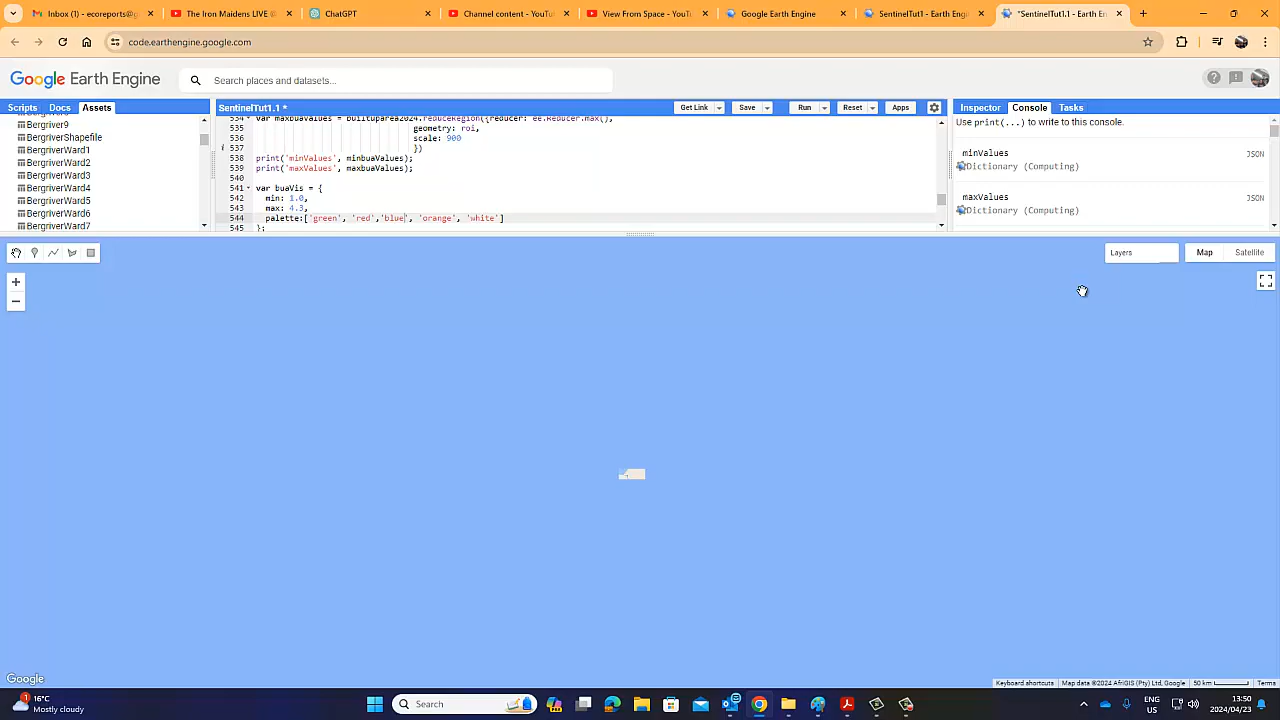 Inbox (1) - ecoreports@g
The Iron Maidens LIVE @
ChatGPT
Channel content - YouTu
View From Space - YouTu
Google Earth Engine
SentinelTut1 - Earth Engi
*SentinelTut1.1 - Earth En
code.earthengine.google.com
Google Earth Engine
Search places and datasets...
Scripts
Docs
Assets
SentinelTut1.1 *
Get Link
Save
Run
Reset
Apps
Inspector
Console
Tasks
Bergriver9
BergriverShapefile
BergriverWard1
BergriverWard2
BergriverWard3
BergriverWard4
BergriverWard5
BergriverWard6
BergriverWard7
534 var maxbuaValues = builtuparea2024.reduceRegion({reducer: ee.Reducer.max(),
535 geometry: roi,
536 scale: 900
i 537 })
538 print('minValues', minbuaValues);
539 print('maxValues', maxbuaValues);
540
541 var buaVis = {
542 min: 1.0,
543 max: 4.3,
544 palette:['green', 'red','blue', 'orange', 'white']
545 };
Use print(...) to write to this console.
minValues
JSON
Dictionary (Computing)
maxValues
JSON
Dictionary (Computing)
Layers
Map
Satellite
Google
Keyboard shortcuts
Map data ©2024 AfriGIS (Pty) Ltd, Google
50 km
Terms
1
16°C
Mostly cloudy
Search
ENG
US
13:50
2024/04/23